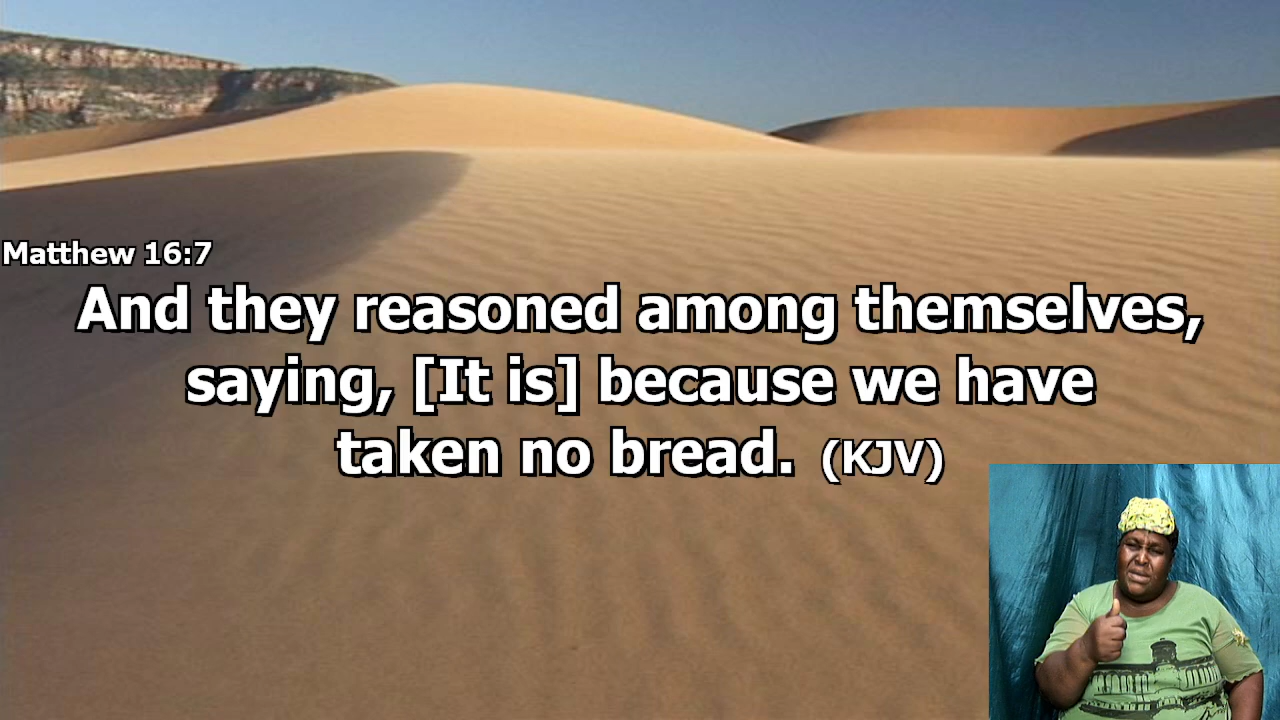 Matthew 16:7
And they reasoned among themselves,
saying, [It is] because we have
taken no bread. (KJV)